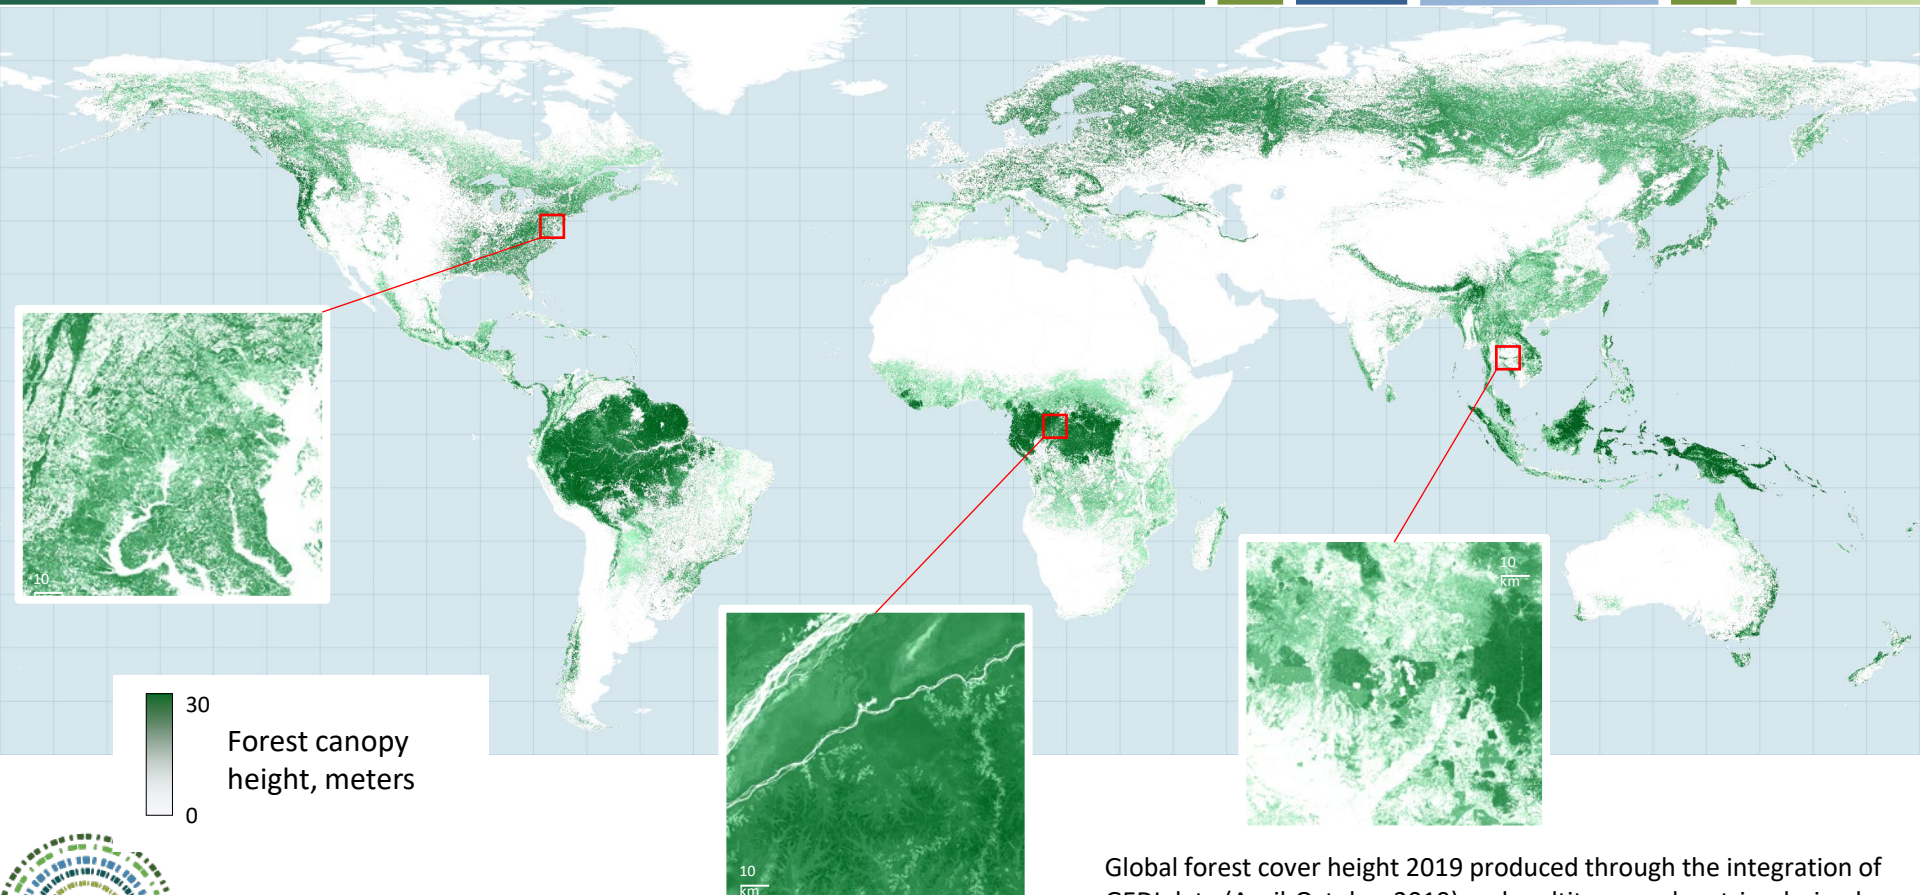 10
30
Forest canopy
height, meters
0
10
km
10
km
Global forest cover height 2019 produced through the integration of